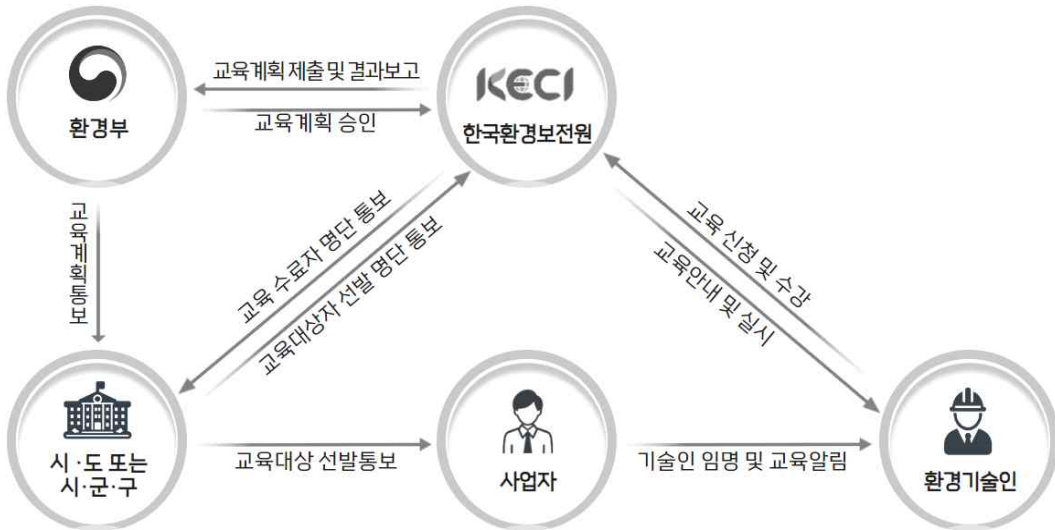 교육계획 제출 및 결과보고
KECI
환경부
교육계획 승인
한국환경보전원
교육계획통보
교육 수료자 명단 통보
교육대상자 선발 명단 통보
교육 신청 및 수강
교육안내 및 실시
시·도 또는
시·군·구
교육대상 선발통보
사업자
기술인 임명 및 교육알림
환경기술인